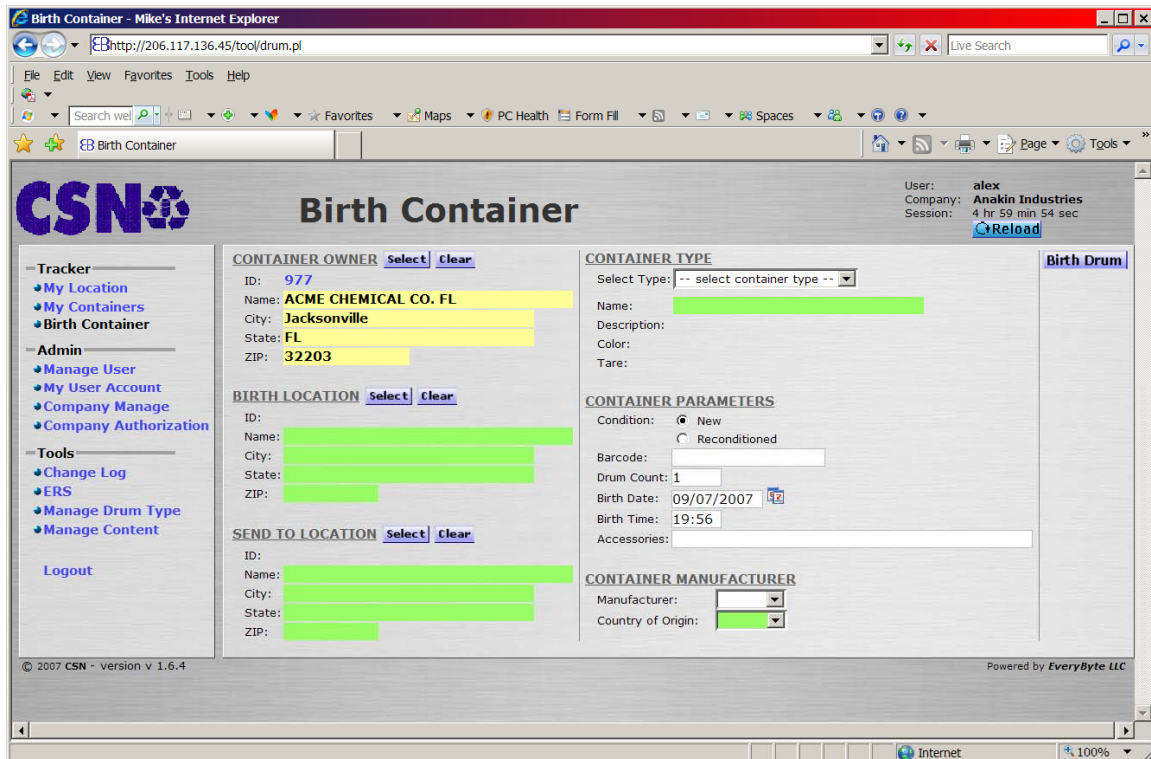 Birth Container - Mike's Internet Explorer
http://206.117.136.45/tool/drum.pl
Live Search
File Edit View Favorites Tools Help
Search wel
Favorites Maps PC Health Form Fill Spaces
Birth Container
Page Tools
CSN
Birth Container
User: alex
Company: Anakin Industries
Session: 4 hr 59 min 54 sec
Reload
Tracker
My Location
My Containers
Birth Container
Admin
Manage User
My User Account
Company Manage
Company Authorization
Tools
Change Log
ERS
Manage Drum Type
Manage Content
Logout
CONTAINER OWNER Select Clear
ID: 977
Name: ACME CHEMICAL CO. FL
City: Jacksonville
State: FL
ZIP: 32203
BIRTH LOCATION Select Clear
ID:
Name:
City:
State:
ZIP:
SEND TO LOCATION Select Clear
ID:
Name:
City:
State:
ZIP:
CONTAINER TYPE
Select Type: -- select container type --
Name:
Description:
Color:
Tare:
CONTAINER PARAMETERS
Condition: New
Reconditioned
Barcode:
Drum Count: 1
Birth Date: 09/07/2007
Birth Time: 19:56
Accessories:
CONTAINER MANUFACTURER
Manufacturer:
Country of Origin:
Birth Drum
© 2007 CSN - version v 1.6.4
Powered by EveryByte LLC
Internet
100%